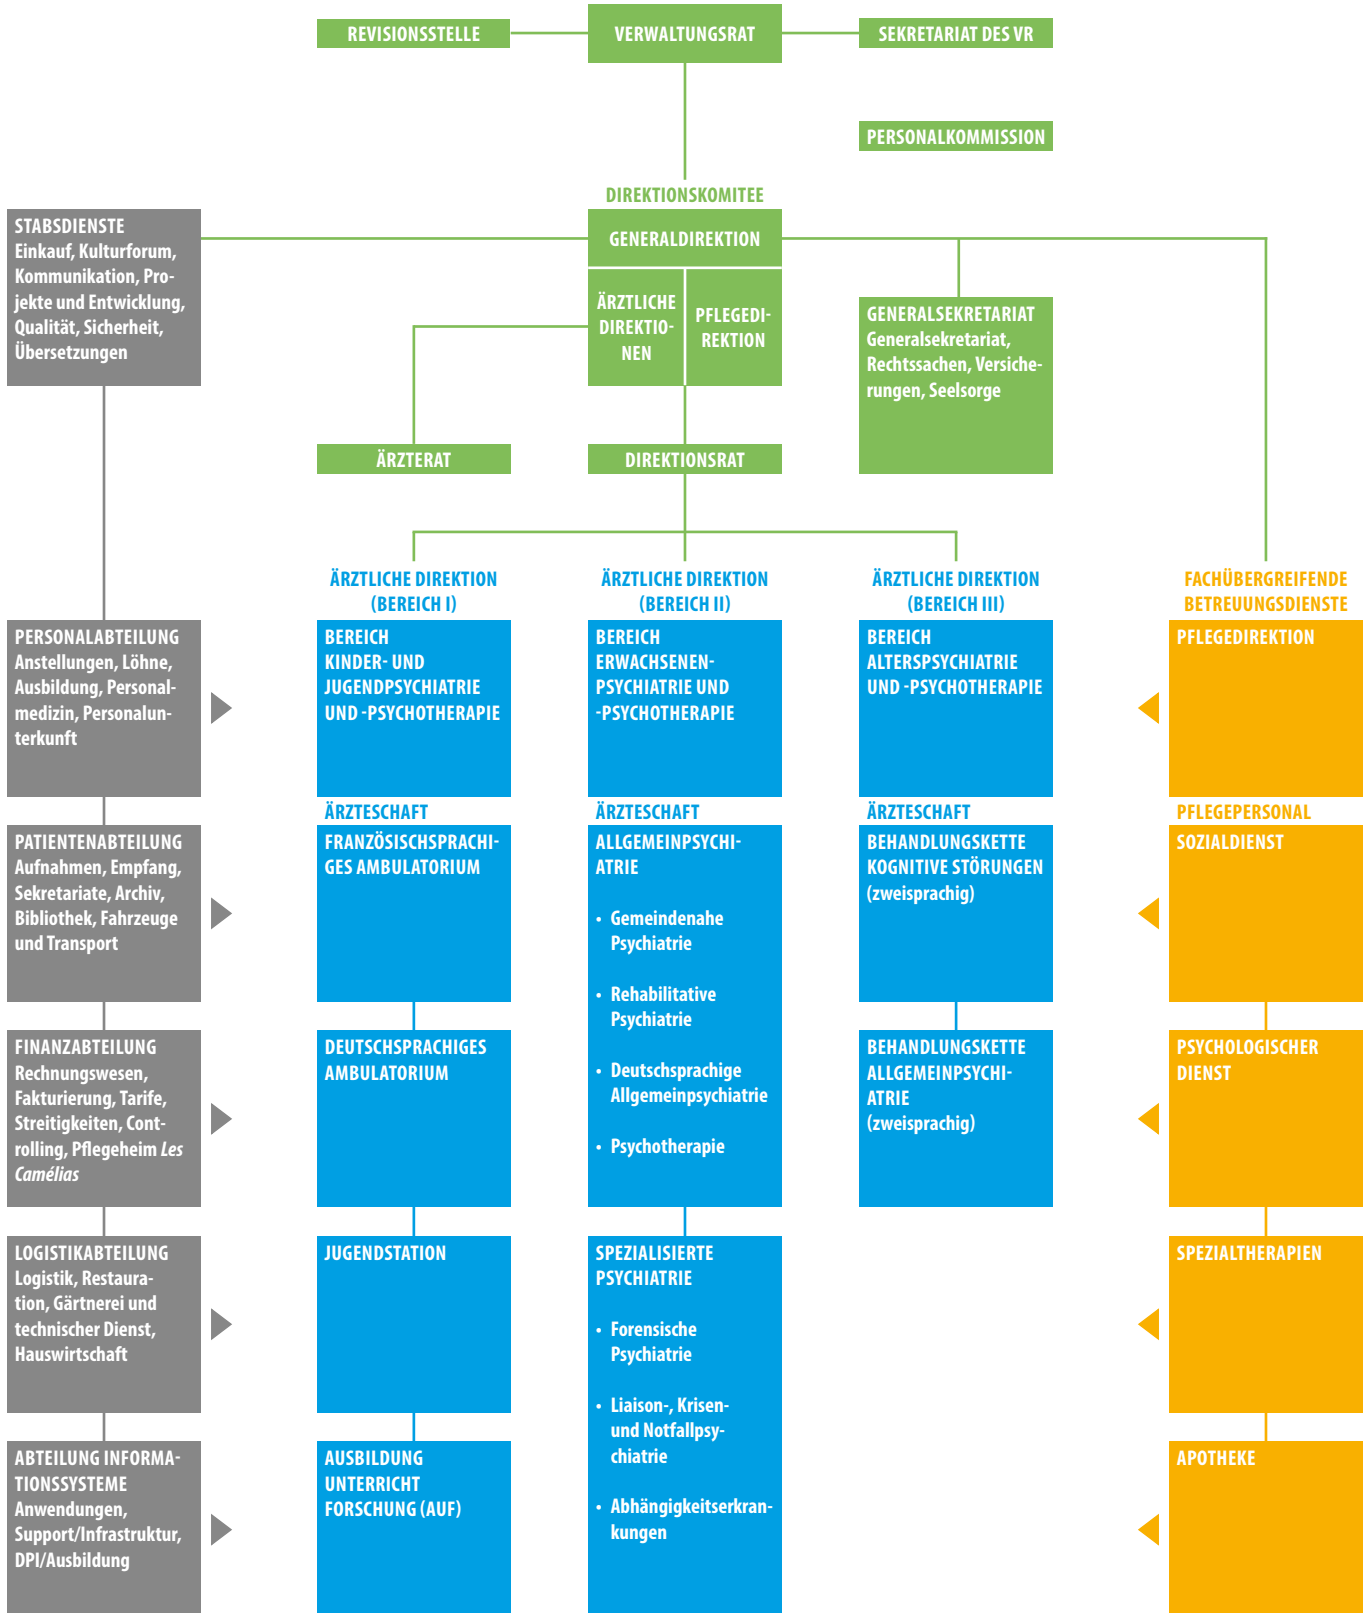 REVISIONSSTELLE
VERWALTUNGSRAT
SEKRETARIAT DES VR
PERSONALKOMMISSION
DIREKTIONSKOMITEE
GENERALDIREKTION
ÄRZTLICHE
DIREKTIO-
NEN
PFLEGEDI-
REKTION
STABSDIENSTE
Einkauf, Kulturforum,
Kommunikation, Pro-
jekte und Entwicklung,
Qualität, Sicherheit,
Übersetzungen
GENERALSEKRETARIAT
Generalsekretariat,
Rechtssachen, Versiche-
rungen, Seelsorge
ÄRZTERAT
DIREKTIONSRAT
PERSONALABTEILUNG
Anstellungen, Löhne,
Ausbildung, Personal-
medizin, Personalun-
terkunft
PATIENTENABTEILUNG
Aufnahmen, Empfang,
Sekretariate, Archiv,
Bibliothek, Fahrzeuge
und Transport
FINANZABTEILUNG
Rechnungswesen,
Fakturierung, Tarife,
Streitigkeiten, Cont-
rolling, Pflegeheim Les
Camélias
LOGISTIKABTEILUNG
Logistik, Restaura-
tion, Gärtnerei und
technischer Dienst,
Hauswirtschaft
ABTEILUNG INFORMA-
TIONSSYSTEME
Anwendungen,
Support/Infrastruktur,
DPI/Ausbildung
ÄRZTLICHE DIREKTION
(BEREICH I)
BEREICH
KINDER- UND
JUGENDPSYCHIATRIE
UND -PSYCHOTHERAPIE
ÄRZTESCHAFT
FRANZÖSISCHSPRACHI-
GES AMBULATORIUM
DEUTSCHSPRACHIGES
AMBULATORIUM
JUGENDSTATION
AUSBILDUNG
UNTERRICHT
FORSCHUNG (AUF)
ÄRZTLICHE DIREKTION
(BEREICH II)
BEREICH
ERWACHSENEN-
PSYCHIATRIE UND
-PSYCHOTHERAPIE
ÄRZTESCHAFT
ALLGEMEINPSYCHI-
ATRIE
• Gemeindenahe
Psychiatrie
• Rehabilitative
Psychiatrie
• Deutschsprachige
Allgemeinpsychiatrie
• Psychotherapie
SPEZIALISIERTE
PSYCHIATRIE
• Forensische
Psychiatrie
• Liaison-, Krisen-
und Notfallpsy-
chiatrie
• Abhängigkeitserkran-
kungen
ÄRZTLICHE DIREKTION
(BEREICH III)
BEREICH
ALTERSPSYCHIATRIE
UND -PSYCHOTHERAPIE
ÄRZTESCHAFT
BEHANDLUNGSKETTE
KOGNITIVE STÖRUNGEN
(zweisprachig)
BEHANDLUNGSKETTE
ALLGEMEINPSYCHI-
ATRIE
(zweisprachig)
FACHÜBERGREIFENDE
BETREUUNGSDIENSTE
PFLEGEDIREKTION
PFLEGEPERSONAL
SOZIALDIENST
PSYCHOLOGISCHER
DIENST
SPEZIALTHERAPIEN
APOTHEKE